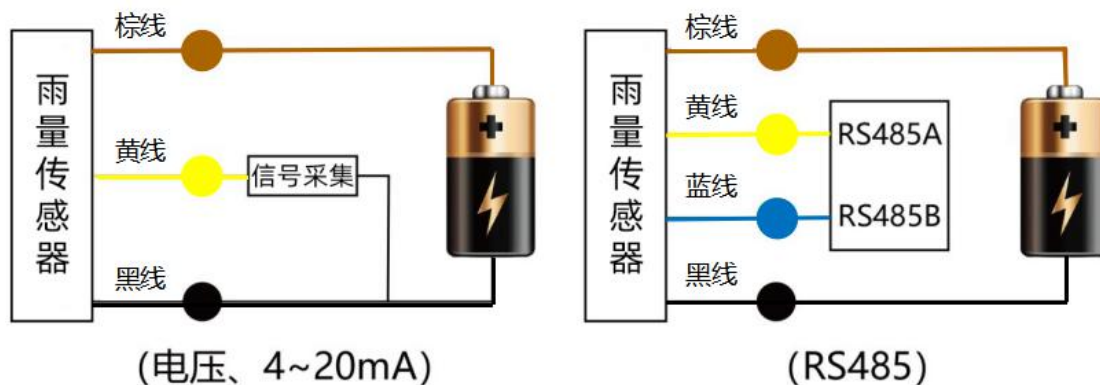 棕线
雨量传感器
黄线
信号采集
黑线
(电压、4~20mA)
棕线
雨量传感器
黄线
RS485A
蓝线
RS485B
黑线
(RS485)